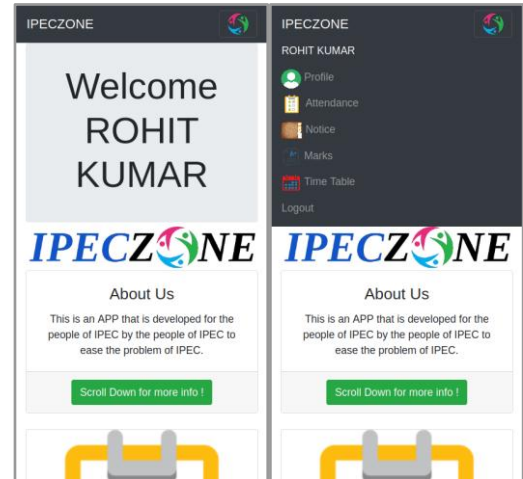 IPECZONE
Welcome
ROHIT
KUMAR
IPECZONE
About Us
This is an APP that is developed for the
people of IPEC by the people of IPEC to
ease the problem of IPEC.
Scroll Down for more info !
IPECZONE
ROHIT KUMAR
Profile
Attendance
Notice
Marks
Time Table
Logout
IPECZONE
About Us
This is an APP that is developed for the
people of IPEC by the people of IPEC to
ease the problem of IPEC.
Scroll Down for more info !